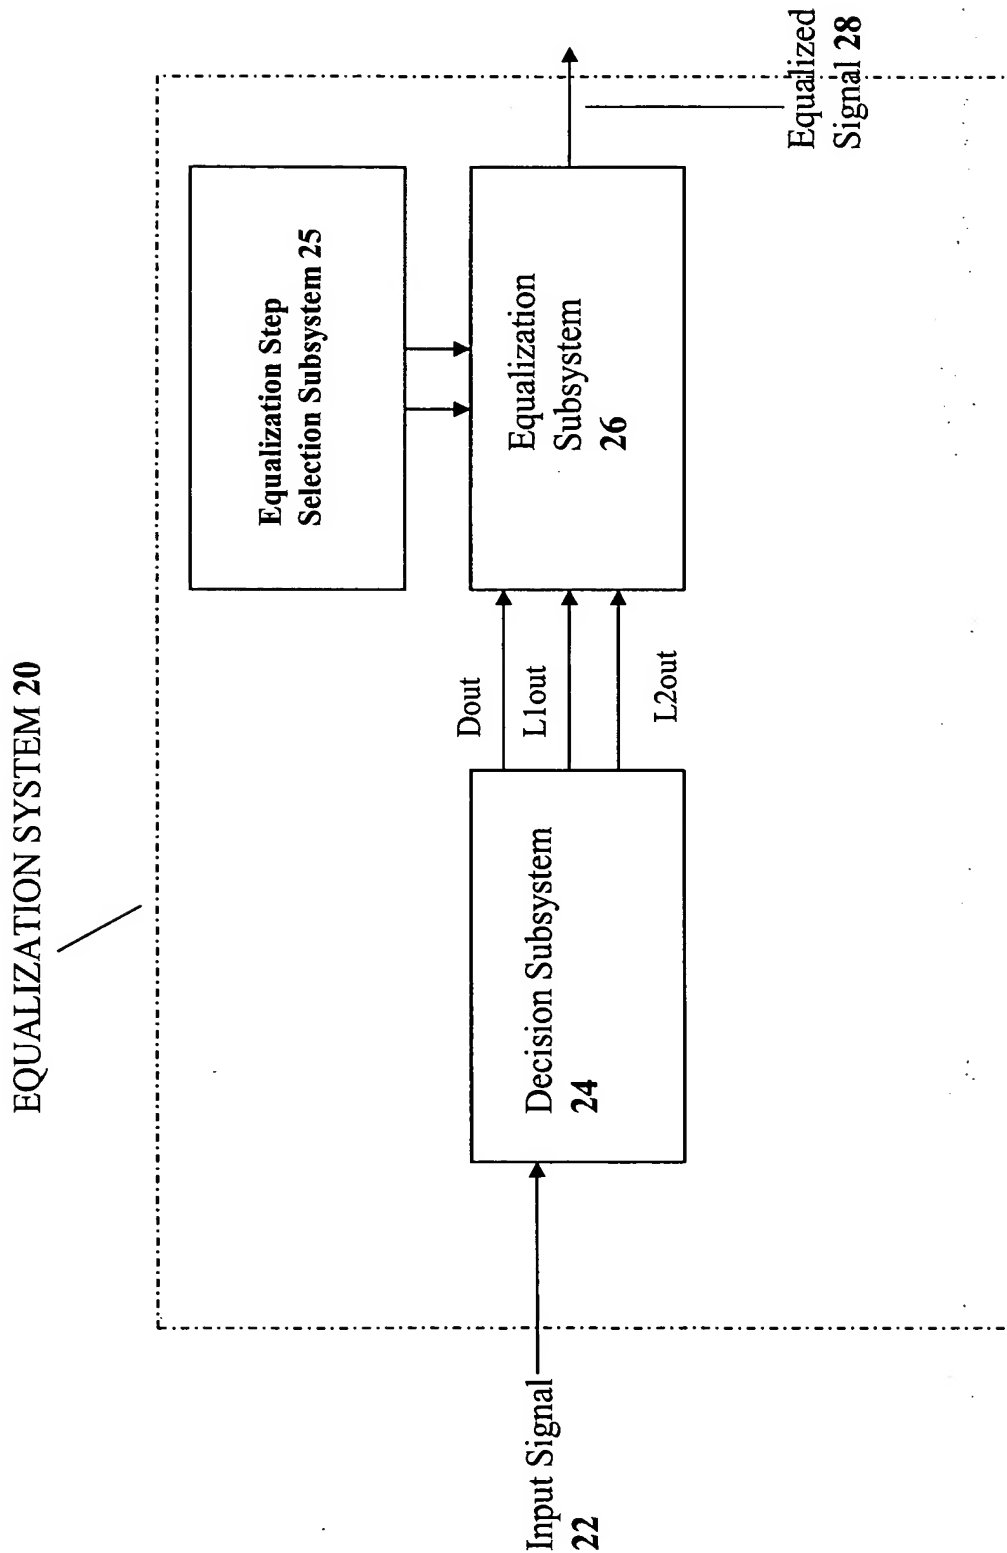 EQUALIZATION SYSTEM 20
Input Signal
22
Decision Subsystem
24
Dout
L1out
L2out
Equalization Step
Selection Subsystem 25
Equalization
Subsystem
26
Equalized
Signal 28